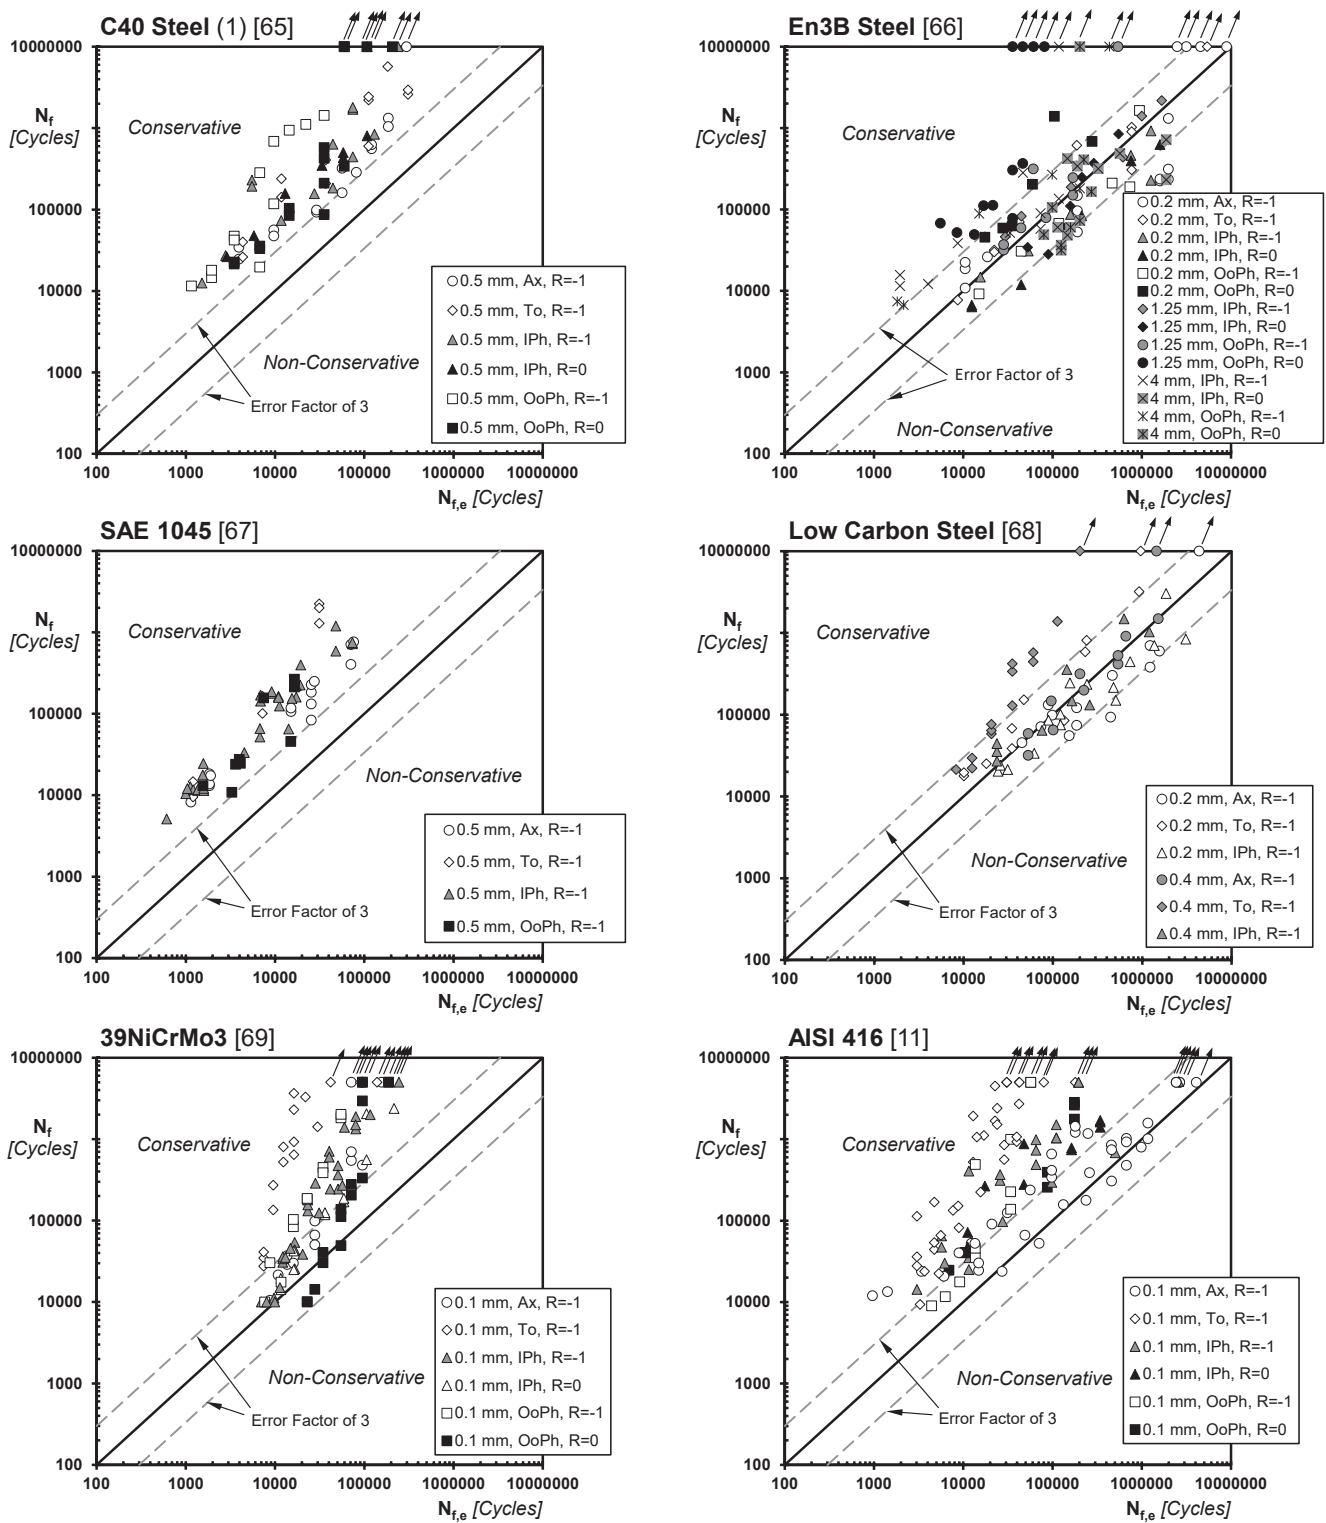 C40 Steel (1) [65]
10000000
Nf
[Cycles]
100000
10000
1000
100
Conservative
Non-Conservative
Error Factor of 3
0.5 mm, Ax, R=-1
0.5 mm, To, R=-1
0.5 mm, IPh, R=-1
0.5 mm, IPh, R=0
0.5 mm, OoPh, R=-1
0.5 mm, OoPh, R=0
100 1000 10000 100000 1000000 10000000
Nf,e [Cycles]
En3B Steel [66]
10000000
Nf
[Cycles]
100000
10000
1000
100
Conservative
Error Factor of 3
Non-Conservative
0.2 mm, Ax, R=-1
0.2 mm, To, R=-1
0.2 mm, IPh, R=-1
0.2 mm, IPh, R=0
0.2 mm, OoPh, R=-1
0.2 mm, OoPh, R=0
1.25 mm, IPh, R=-1
1.25 mm, IPh, R=0
1.25 mm, OoPh, R=-1
1.25 mm, OoPh, R=0
4 mm, IPh, R=-1
4 mm, IPh, R=0
4 mm, OoPh, R=-1
4 mm, OoPh, R=0
100 1000 10000 100000 1000000 10000000
Nf,e [Cycles]
SAE 1045 [67]
10000000
Nf
[Cycles]
100000
10000
1000
100
Conservative
Non-Conservative
Error Factor of 3
0.5 mm, Ax, R=-1
0.5 mm, To, R=-1
0.5 mm, IPh, R=-1
0.5 mm, OoPh, R=-1
100 1000 10000 100000 1000000 10000000
Nf,e [Cycles]
Low Carbon Steel [68]
10000000
Nf
[Cycles]
100000
10000
1000
100
Conservative
Non-Conservative
Error Factor of 3
0.2 mm, Ax, R=-1
0.2 mm, To, R=-1
0.2 mm, IPh, R=-1
0.4 mm, Ax, R=-1
0.4 mm, To, R=-1
0.4 mm, IPh, R=-1
100 1000 10000 100000 1000000 10000000
Nf,e [Cycles]
39NiCrMo3 [69]
10000000
Nf
[Cycles]
100000
10000
1000
100
Conservative
Non-Conservative
Error Factor of 3
0.1 mm, Ax, R=-1
0.1 mm, To, R=-1
0.1 mm, IPh, R=-1
0.1 mm, IPh, R=0
0.1 mm, OoPh, R=-1
0.1 mm, OoPh, R=0
100 1000 10000 100000 1000000 10000000
Nf,e [Cycles]
AISI 416 [11]
10000000
Nf
[Cycles]
100000
10000
1000
100
Conservative
Non-Conservative
Error Factor of 3
0.1 mm, Ax, R=-1
0.1 mm, To, R=-1
0.1 mm, IPh, R=-1
0.1 mm, IPh, R=0
0.1 mm, OoPh, R=-1
0.1 mm, OoPh, R=0
100 1000 10000 100000 1000000 10000000
Nf,e [Cycles]